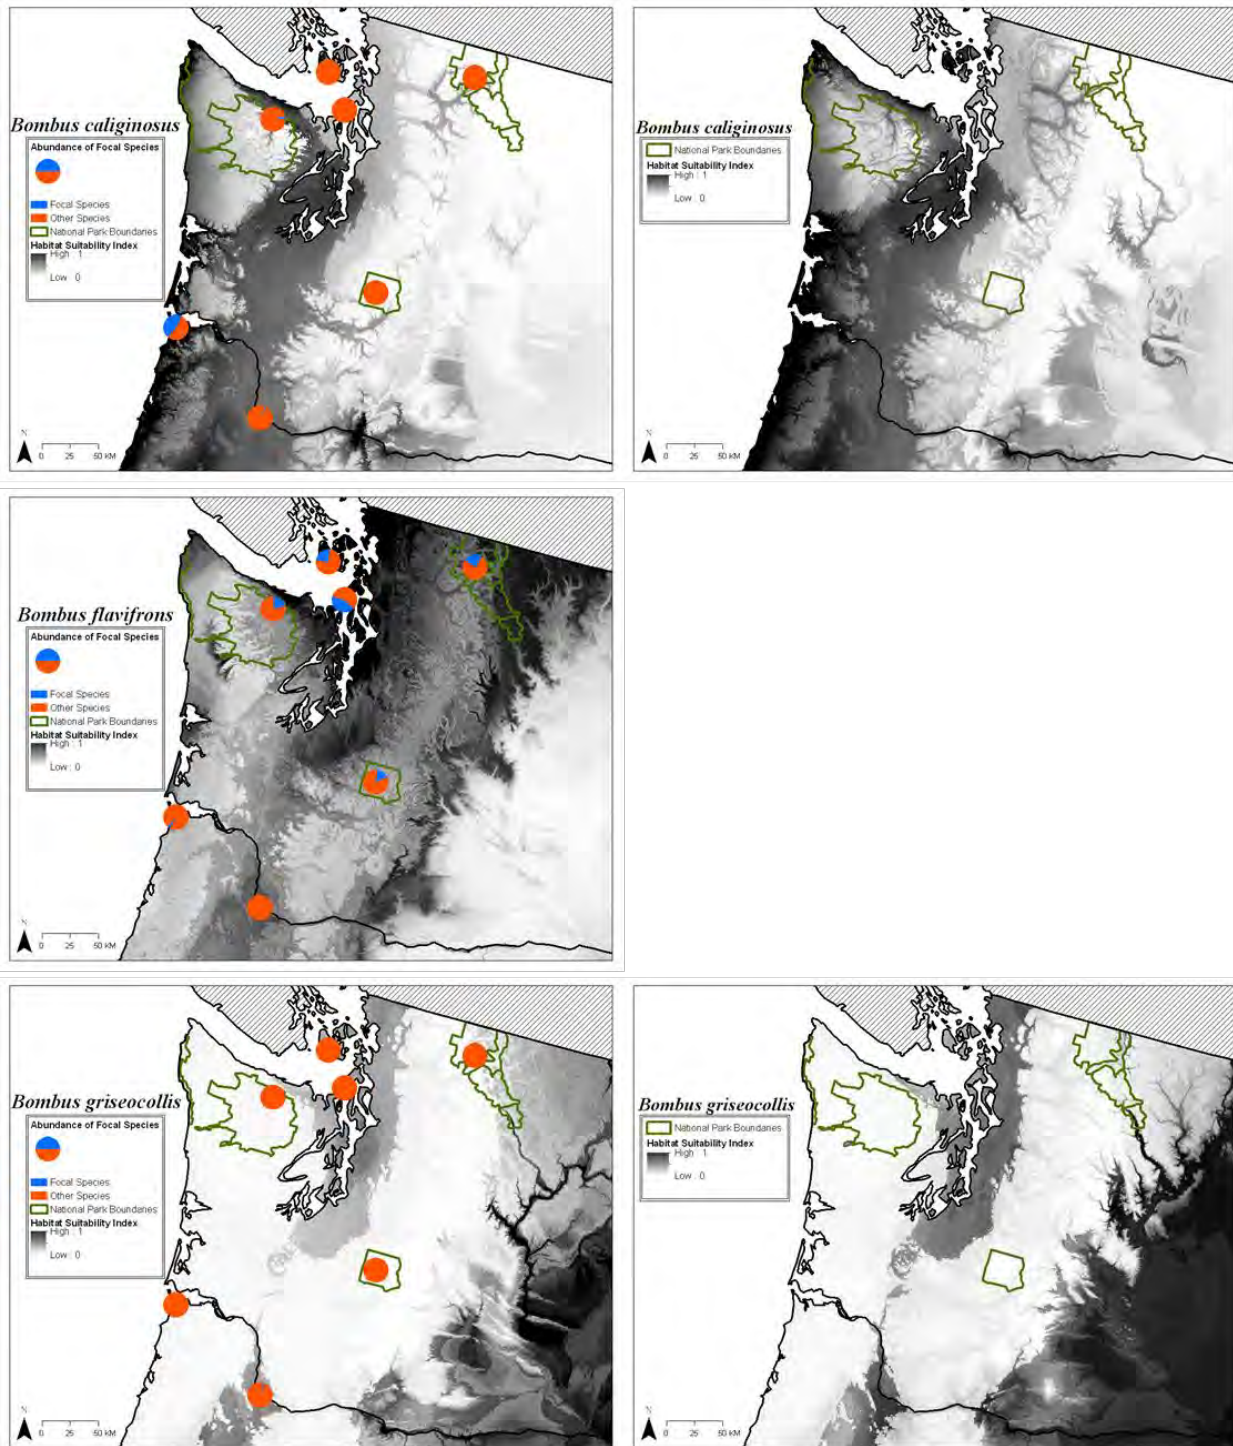 Bombus caliginosus
Abundance of Focal Species
Focal Species
Other Species
National Park Boundaries
Habitat Suitability Index
High : 1
Low : 0
N
0 25 50 KM
Bombus caliginosus
National Park Boundaries
Habitat Suitability Index
High : 1
Low : 0
N
0 25 50 KM
Bombus flavifrons
Abundance of Focal Species
Focal Species
Other Species
National Park Boundaries
Habitat Suitability Index
High : 1
Low : 0
N
0 25 50 KM
Bombus griseocollis
Abundance of Focal Species
Focal Species
Other Species
National Park Boundaries
Habitat Suitability Index
High : 1
Low : 0
N
0 25 50 KM
Bombus griseocollis
National Park Boundaries
Habitat Suitability Index
High : 1
Low : 0
N
0 25 50 KM